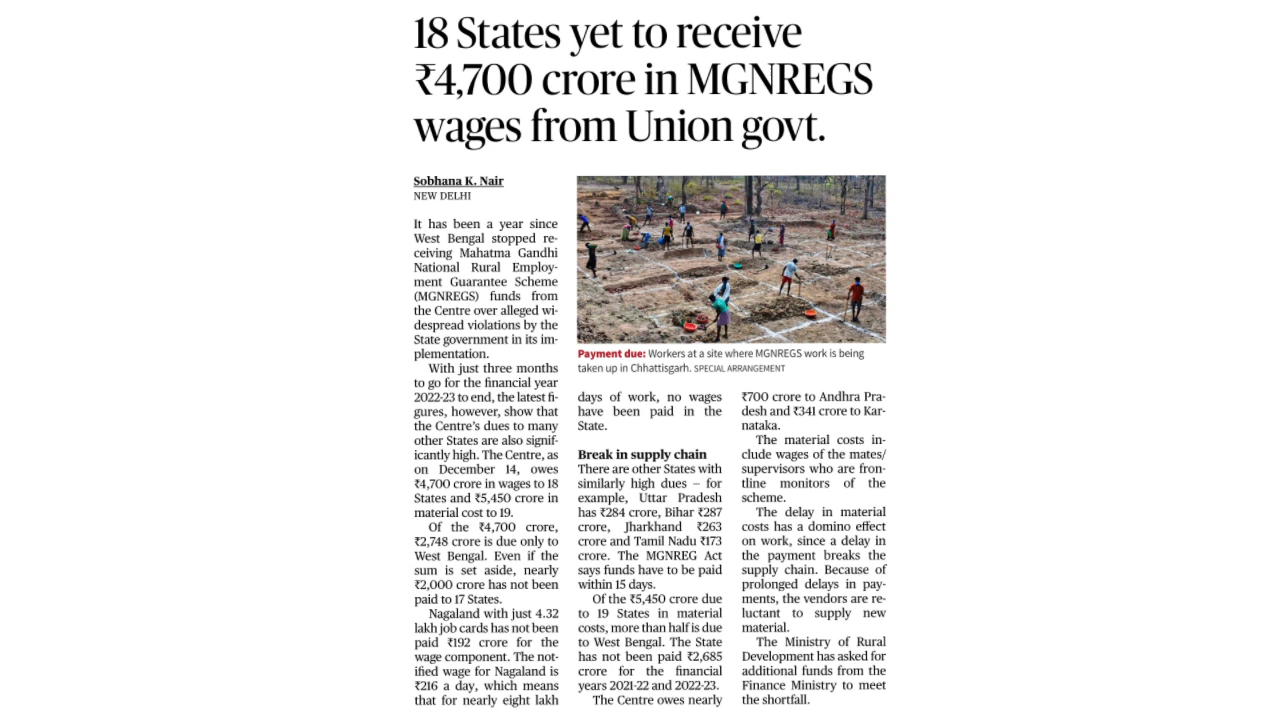 18 States yet to receive
₹4,700 crore in MGNREGS
wages from Union govt.
Sobhana K. Nair
NEW DELHI
It has been a year since
West Bengal stopped re-
ceiving Mahatma Gandhi
National Rural Employ-
ment Guarantee Scheme
(MGNREGS) funds from
the Centre over alleged wi-
despread violations by the
State government in its im-
plementation.
With just three months
to go for the financial year
2022-23 to end, the latest fi-
gures, however, show that
the Centre's dues to many
other States are also signif-
icantly high. The Centre, as
on December 14, owes
₹4,700 crore in wages to 18
States and ₹5,450 crore in
material cost to 19.
Of the ₹4,700 crore,
₹2,748 crore is due only to
West Bengal. Even if the
sum is set aside, nearly
₹2,000 crore has not been
paid to 17 States.
Nagaland with just 4.32
lakh job cards has not been
paid ₹192 crore for the
wage component. The not-
ified wage for Nagaland is
₹216 a day, which means
that for nearly eight lakh
Payment due: Workers at a site where MGNREGS work is being
taken up in Chhattisgarh. SPECIAL ARRANGEMENT
days of work, no wages
have been paid in the
State.
Break in supply chain
There are other States with
similarly high dues – for
example, Uttar Pradesh
has ₹284 crore, Bihar ₹287
crore, Jharkhand ₹263
crore and Tamil Nadu ₹173
crore. The MGNREG Act
says funds have to be paid
within 15 days.
Of the ₹5,450 crore due
to 19 States in material
costs, more than half is due
to West Bengal. The State
has not been paid ₹2,685
crore for the financial
years 2021-22 and 2022-23.
The Centre owes nearly
₹700 crore to Andhra Pra-
desh and ₹341 crore to Kar-
nataka.
The material costs in-
clude wages of the mates/
supervisors who are fron-
tline monitors of the
scheme.
The delay in material
costs has a domino effect
on work, since a delay in
the payment breaks the
supply chain. Because of
prolonged delays in pay-
ments, the vendors are re-
luctant to supply new
material.
The Ministry of Rural
Development has asked for
additional funds from the
Finance Ministry to meet
the shortfall.